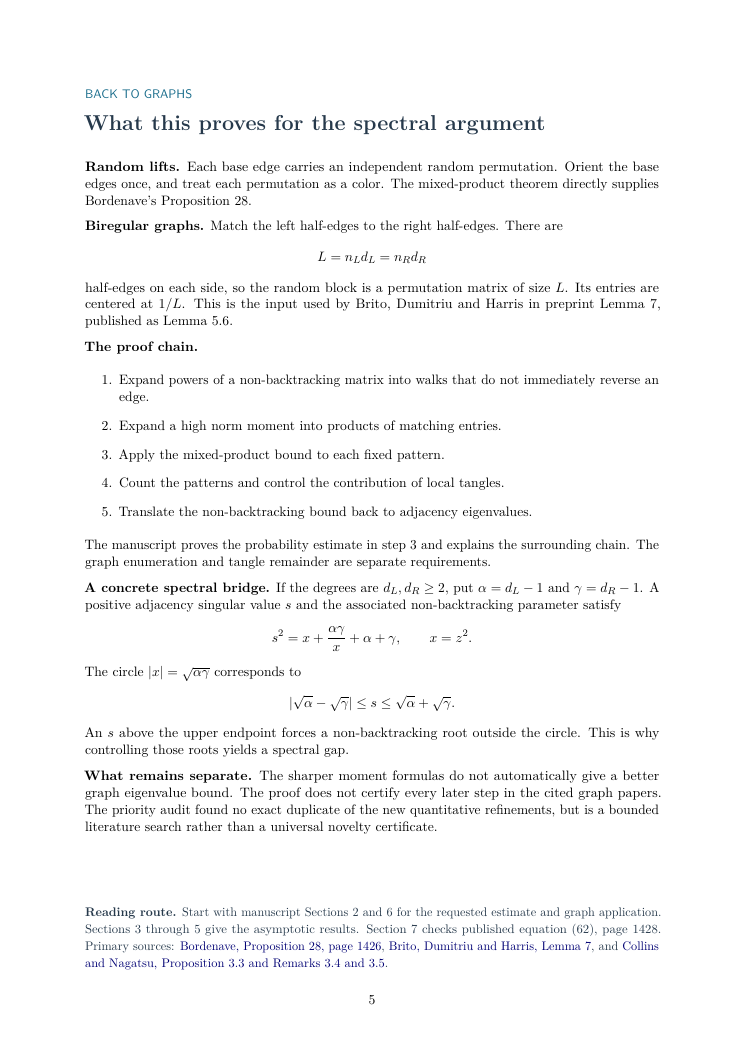 BACK TO GRAPHS
What this proves for the spectral argument
Random lifts. Each base edge carries an independent random permutation. Orient the base
edges once, and treat each permutation as a color. The mixed-product theorem directly supplies
Bordenave's Proposition 28.
Biregular graphs. Match the left half-edges to the right half-edges. There are
L = n_L d_L = n_R d_R
half-edges on each side, so the random block is a permutation matrix of size L. Its entries are
centered at 1/L. This is the input used by Brito, Dumitriu and Harris in preprint Lemma 7,
published as Lemma 5.6.
The proof chain.
1. Expand powers of a non-backtracking matrix into walks that do not immediately reverse an
edge.
2. Expand a high norm moment into products of matching entries.
3. Apply the mixed-product bound to each fixed pattern.
4. Count the patterns and control the contribution of local tangles.
5. Translate the non-backtracking bound back to adjacency eigenvalues.
The manuscript proves the probability estimate in step 3 and explains the surrounding chain. The
graph enumeration and tangle remainder are separate requirements.
A concrete spectral bridge. If the degrees are d_L, d_R ≥ 2, put α = d_L − 1 and γ = d_R − 1. A
positive adjacency singular value s and the associated non-backtracking parameter satisfy
s² = x + αγ/x + α + γ, x = z².
The circle |x| = √αγ corresponds to
|√α − √γ| ≤ s ≤ √α + √γ.
An s above the upper endpoint forces a non-backtracking root outside the circle. This is why
controlling those roots yields a spectral gap.
What remains separate. The sharper moment formulas do not automatically give a better
graph eigenvalue bound. The proof does not certify every later step in the cited graph papers.
The priority audit found no exact duplicate of the new quantitative refinements, but is a bounded
literature search rather than a universal novelty certificate.
Reading route. Start with manuscript Sections 2 and 6 for the requested estimate and graph application.
Sections 3 through 5 give the asymptotic results. Section 7 checks published equation (62), page 1428.
Primary sources: Bordenave, Proposition 28, page 1426, Brito, Dumitriu and Harris, Lemma 7, and Collins
and Nagatsu, Proposition 3.3 and Remarks 3.4 and 3.5.
5